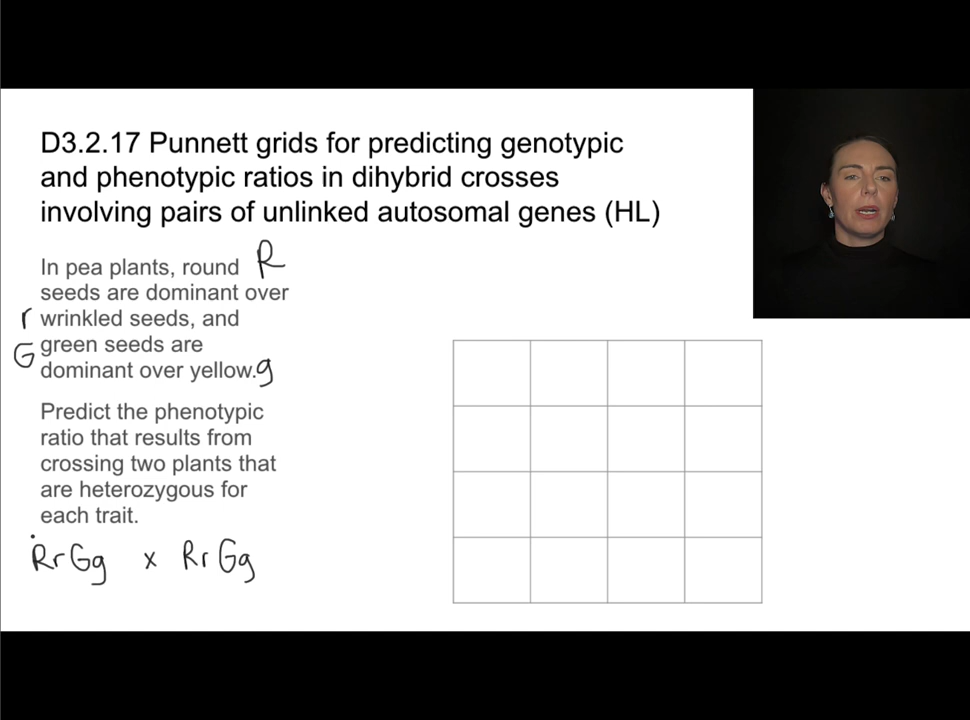 D3.2.17 Punnett grids for predicting genotypic
and phenotypic ratios in dihybrid crosses
involving pairs of unlinked autosomal genes (HL)
In pea plants, round R
seeds are dominant over
r wrinkled seeds, and
G green seeds are
dominant over yellow. g
Predict the phenotypic
ratio that results from
crossing two plants that
are heterozygous for
each trait.
RrGg x RrGg